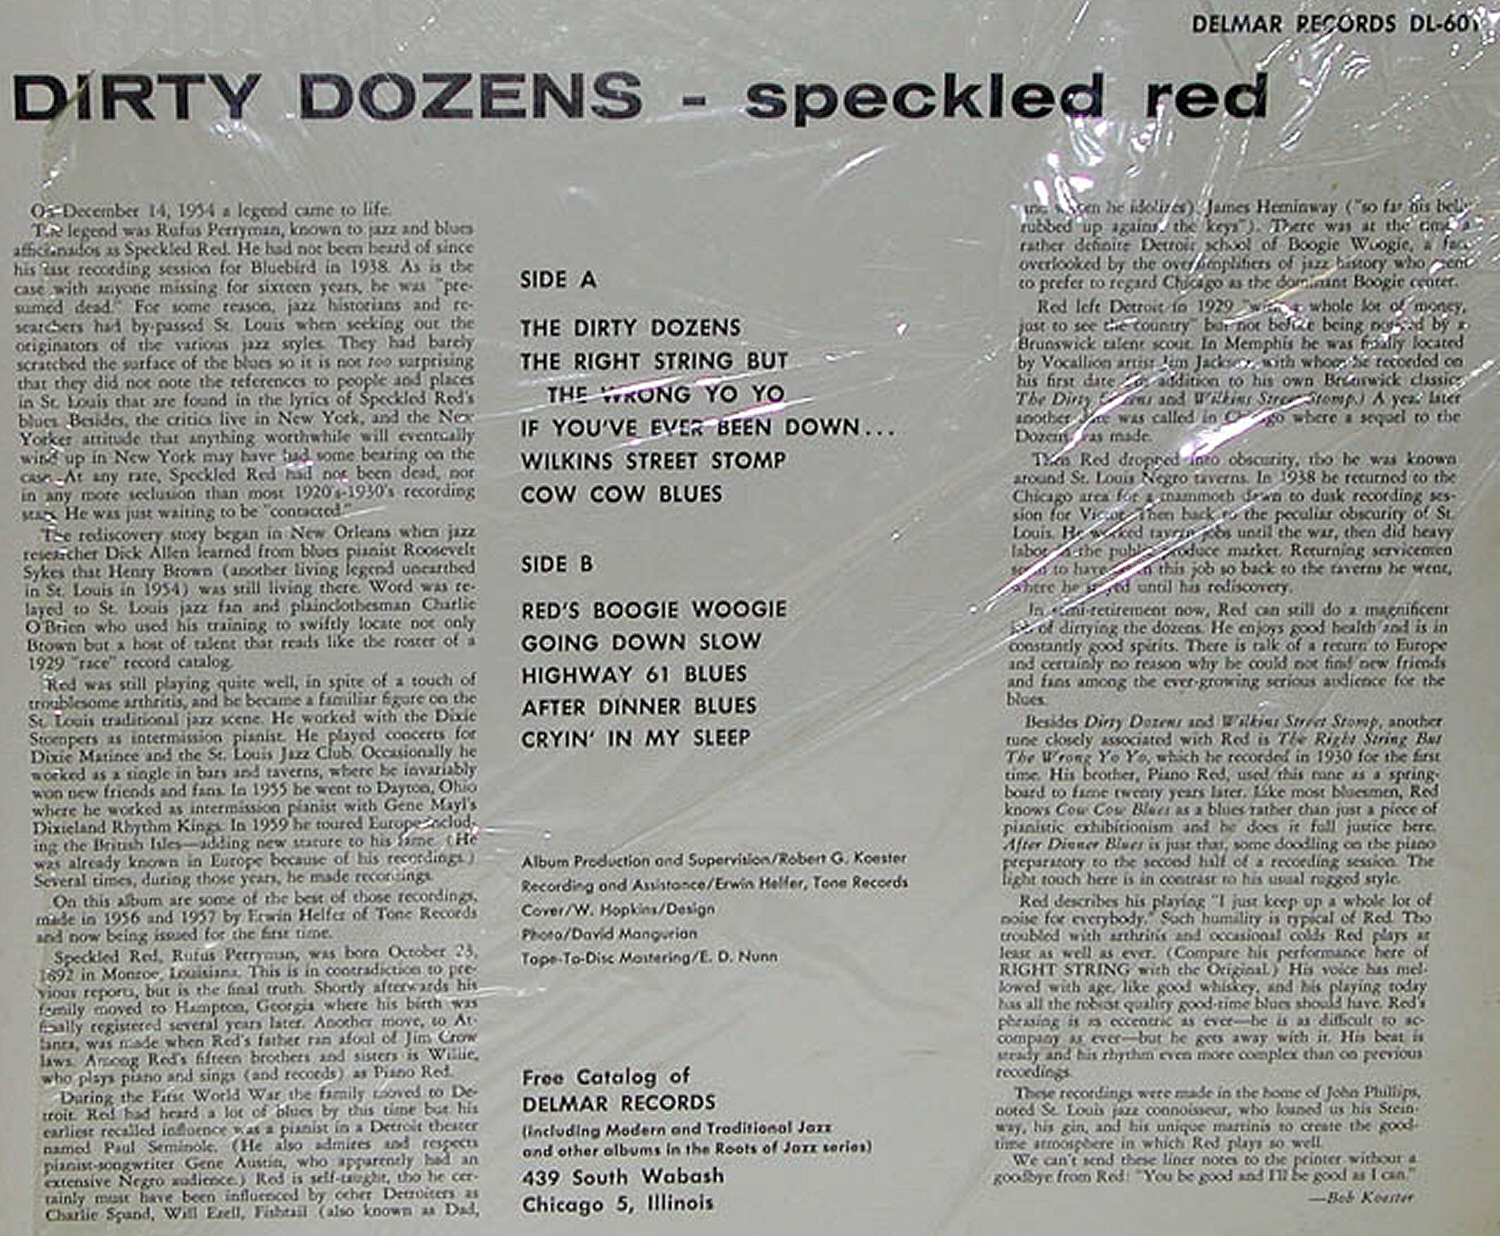 DELMAR RECORDS DL-601
DIRTY DOZENS - speckled red
On December 14, 1954 a legend came to life.
The legend was Rufus Perryman, known to jazz and blues
afficianados as Speckled Red. He had not been heard of since
his last recording session for Bluebird in 1938. As is the
case with anyone missing for sixteen years, he was "pre-
sumed dead." For some reason, jazz historians and re-
searchers had by-passed St. Louis when seeking out the
originators of the various jazz styles. They had barely
scratched the surface of the blues so it is not too surprising
that they did not note the references to people and places
in St. Louis that are found in the lyrics of Speckled Red's
blues. Besides, the critics live in New York, and the New
Yorker attitude that anything worthwhile will eventually
wind up in New York may have had some bearing on the
case. At any rate, Speckled Red had not been dead, nor
in any more seclusion than most 1920's-1930's recording
stars. He was just waiting to be "contacted."
The rediscovery story began in New Orleans when jazz
researcher Dick Allen learned from blues pianist Roosevelt
Sykes that Henry Brown (another living legend unearthed
in St. Louis in 1954) was still living there. Word was re-
layed to St. Louis jazz fan and plainclothesman Charlie
O'Brien who used his training to swiftly locate not only
Brown but a host of talent that reads like the roster of a
1929 "race" record catalog.
Red was still playing quite well, in spite of a touch of
troublesome arthritis, and he became a familiar figure on the
St. Louis traditional jazz scene. He worked with the Dixie
Stompers as intermission pianist. He played concerts for
Dixie Matinee and the St. Louis Jazz Club. Occasionally he
worked as a single in bars and taverns, where he invariably
won new friends and fans. In 1955 he went to Dayton, Ohio
where he worked as intermission pianist with Gene Mayl's
Dixieland Rhythm Kings. In 1959 he toured Europe includ-
ing the British Isles—adding new stature to his fame. (He
was already known in Europe because of his recordings.)
Several times, during those years, he made recordings.
On this album are some of the best of those recordings,
made in 1956 and 1957 by Erwin Helfer of Tone Records
and now being issued for the first time.
Speckled Red, Rufus Perryman, was born October 23,
1892 in Monroe, Louisiana. This is in contradiction to pre-
vious reports, but is the final truth. Shortly afterwards his
family moved to Hampton, Georgia where his birth was
finally registered several years later. Another move, to At-
lanta, was made when Red's father ran afoul of Jim Crow
laws. Among Red's fifteen brothers and sisters is Willie,
who plays piano and sings (and records) as Piano Red.
During the First World War the family moved to De-
troit. Red had heard a lot of blues by this time but his
earliest recalled influence was a pianist in a Detroit theater
named Paul Seminole. (He also admires and respects
pianist-songwriter Gene Austin, who apparently had an
extensive Negro audience.) Red is self-taught, tho he cer-
tainly must have been influenced by other Detroiters as
Charlie Spand, Will Ezell, Fishtail (also known as Dad,
SIDE A
THE DIRTY DOZENS
THE RIGHT STRING BUT
THE WRONG YO YO
IF YOU'VE EVER BEEN DOWN...
WILKINS STREET STOMP
COW COW BLUES
SIDE B
RED'S BOOGIE WOOGIE
GOING DOWN SLOW
HIGHWAY 61 BLUES
AFTER DINNER BLUES
CRYIN' IN MY SLEEP
Album Production and Supervision/Robert G. Koester
Recording and Assistance/Erwin Helfer, Tone Records
Cover/W. Hopkins/Design
Photo/David Mangurian
Tape-To-Disc Mastering/E. D. Nunn
Free Catalog of
DELMAR RECORDS
(including Modern and Traditional Jazz
and other albums in the Roots of Jazz series)
439 South Wabash
Chicago 5, Illinois
and whom he idolizes), James Heminway ("so far his belly
rubbed up against the keys"). There was at the time a
rather definite Detroit school of Boogie Woogie, a fact
overlooked by the oversimplifiers of jazz history who seem
to prefer to regard Chicago as the dominant Boogie center.
Red left Detroit in 1929 "with a whole lot of money,
just to see the country" but not before being noticed by a
Brunswick talent scout. In Memphis he was finally located
by Vocallion artist Jim Jackson, with whom he recorded on
his first date (in addition to his own Brunswick classics
The Dirty Dozens and Wilkins Street Stomp.) A year later
another date was called in Chicago where a sequel to the
Dozens was made.
Then Red dropped into obscurity, tho he was known
around St. Louis Negro taverns. In 1938 he returned to the
Chicago area for a mammoth dawn to dusk recording ses-
sion for Victor. Then back to the peculiar obscurity of St.
Louis. He worked tavern jobs until the war, then did heavy
labor in the public produce market. Returning servicemen
seem to have taken this job so back to the taverns he went,
where he stayed until his rediscovery.
In semi-retirement now, Red can still do a magnificent
job of dirtying the dozens. He enjoys good health and is in
constantly good spirits. There is talk of a return to Europe
and certainly no reason why he could not find new friends
and fans among the ever-growing serious audience for the
blues.
Besides Dirty Dozens and Wilkins Street Stomp, another
tune closely associated with Red is The Right String But
The Wrong Yo Yo, which he recorded in 1930 for the first
time. His brother, Piano Red, used this tune as a spring-
board to fame twenty years later. Like most bluesmen, Red
knows Cow Cow Blues as a blues rather than just a piece of
pianistic exhibitionism and he does it full justice here.
After Dinner Blues is just that, some doodling on the piano
preparatory to the second half of a recording session. The
light touch here is in contrast to his usual rugged style.
Red describes his playing "I just keep up a whole lot of
noise for everybody." Such humility is typical of Red. Tho
troubled with arthritis and occasional colds Red plays at
least as well as ever. (Compare his performance here of
RIGHT STRING with the Original.) His voice has mel-
lowed with age, like good whiskey, and his playing today
has all the robust quality good-time blues should have. Red's
phrasing is as eccentric as ever—he is as difficult to ac-
company as ever—but he gets away with it. His beat is
steady and his rhythm even more complex than on previous
recordings.
These recordings were made in the home of John Phillips,
noted St. Louis jazz connoisseur, who loaned us his Stein-
way, his gin, and his unique martinis to create the good-
time atmosphere in which Red plays so well.
We can't send these liner notes to the printer without a
goodbye from Red: "You be good and I'll be good as I can."
—Bob Koester